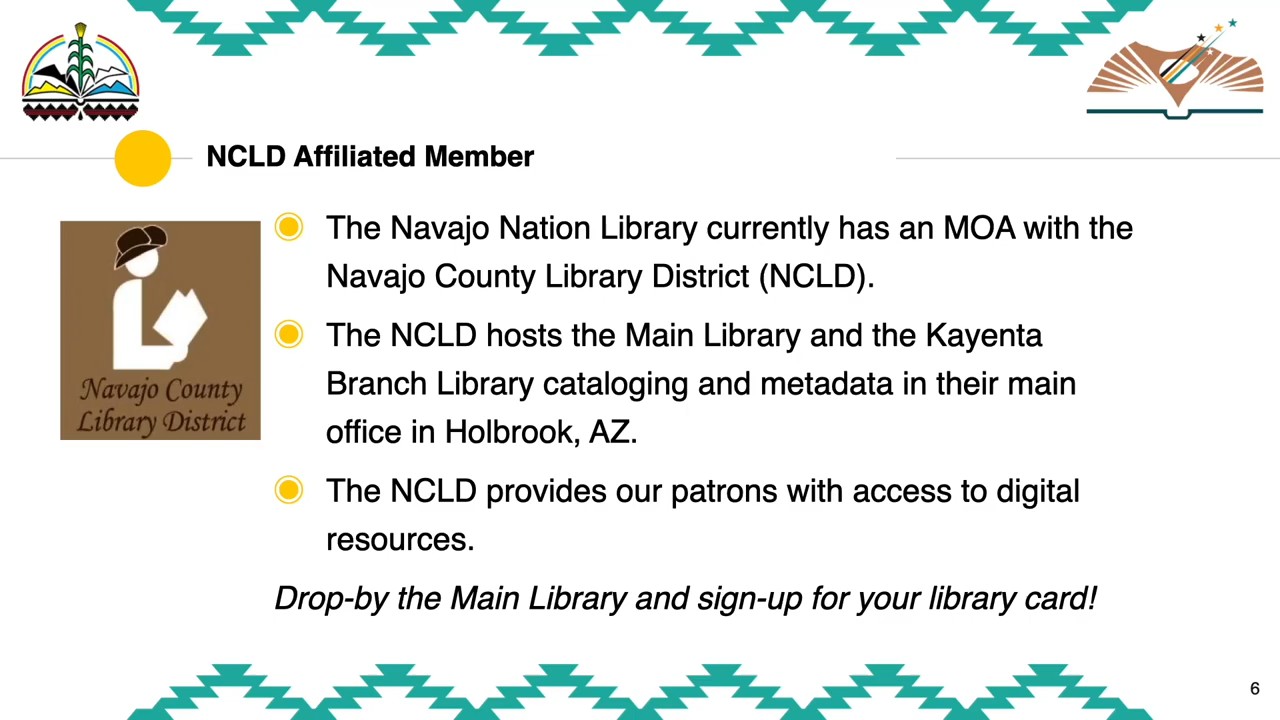 NCLD Affiliated Member
Navajo County
Library District
The Navajo Nation Library currently has an MOA with the
Navajo County Library District (NCLD).
The NCLD hosts the Main Library and the Kayenta
Branch Library cataloging and metadata in their main
office in Holbrook, AZ.
The NCLD provides our patrons with access to digital
resources.
Drop-by the Main Library and sign-up for your library card!
6